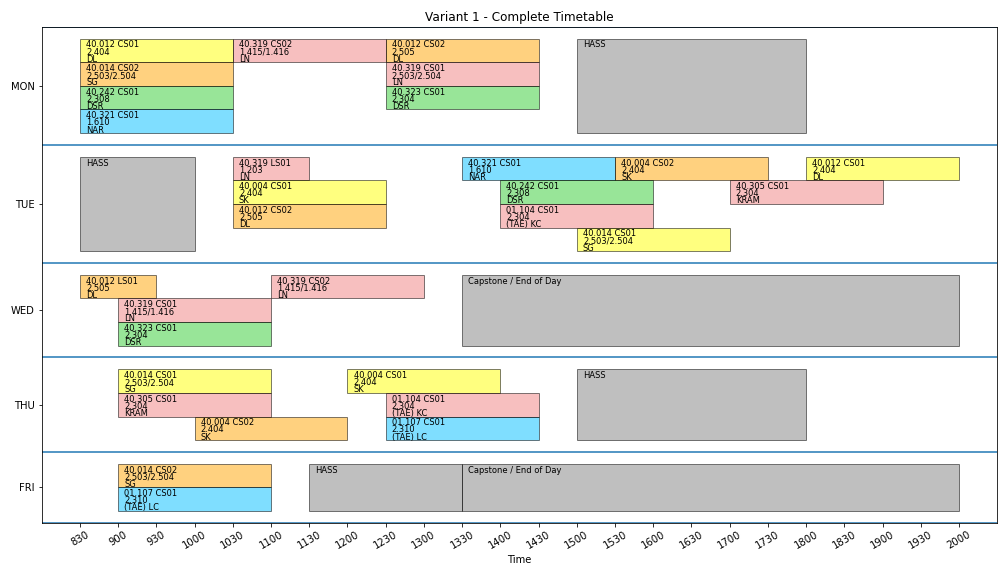 Variant 1 - Complete Timetable
MON
40.012 CS01
2.404
DL
40.319 CS02
1.415/1.416
LN
40.012 CS02
2.505
DL
HASS
40.014 CS02
2.503/2.504
SG
40.319 CS01
2.503/2.504
LN
40.242 CS01
2.308
DSR
40.323 CS01
2.304
DSR
40.321 CS01
1.610
NAR
TUE
HASS
40.319 LS01
1.203
LN
40.321 CS01
1.610
NAR
40.004 CS02
2.404
SK
40.012 CS01
2.404
DL
40.004 CS01
2.404
SK
40.242 CS01
2.308
DSR
40.305 CS01
2.304
KRAM
40.012 CS02
2.505
DL
01.104 CS01
2.304
(TAE) KC
40.014 CS01
2.503/2.504
SG
WED
40.012 LS01
2.505
DL
40.319 CS02
1.415/1.416
LN
Capstone / End of Day
40.319 CS01
1.415/1.416
LN
40.323 CS01
2.304
DSR
THU
40.014 CS01
2.503/2.504
SG
40.004 CS01
2.404
SK
HASS
40.305 CS01
2.304
KRAM
01.104 CS01
2.304
(TAE) KC
40.004 CS02
2.404
SK
01.107 CS01
2.310
(TAE) LC
FRI
40.014 CS02
2.503/2.504
SG
HASS
Capstone / End of Day
01.107 CS01
2.310
(TAE) LC
830 900 930 1000 1030 1100 1130 1200 1230 1300 1330 1400 1430 1500 1600 1630 1700 1730 1800 1830 1900 1930 2000
Time